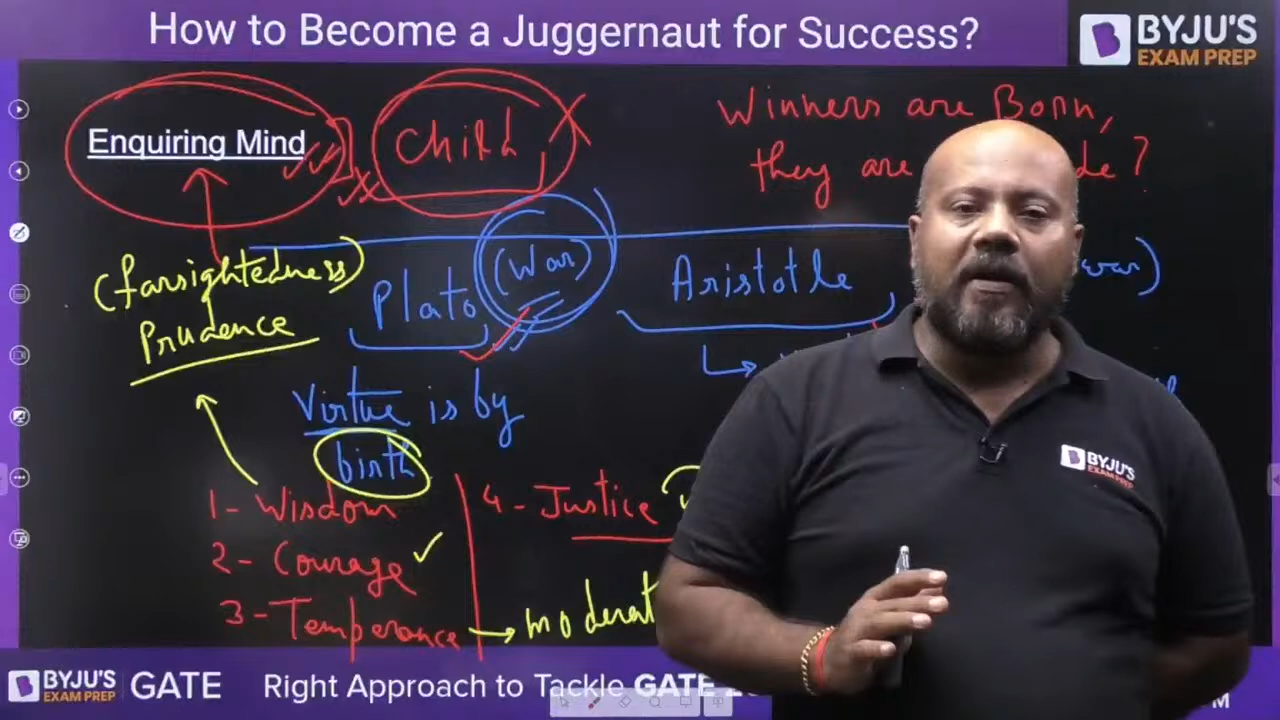 How to Become a Juggernaut for Success?
BYJU'S
EXAM PREP
Enquiring Mind
Child
Winners are Born,
they are
(farsightedness)
Prudence
Plato (War)
Aristotle
war)
Virtue is by
birth
1- Wisdom
2- Courage
3- Temperance
4- Justice
moderat
BYJU'S
EXAM PREP
BYJU'S
EXAM PREP
GATE
Right Approach to Tackle GATE
M